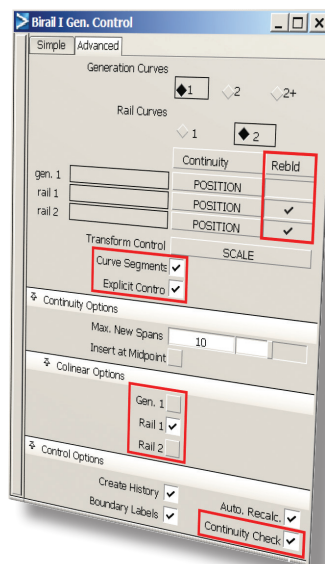 Birail I Gen. Control
Simple Advanced
Generation Curves
1 2 2+
Rail Curves
1 2
Continuity Rebld
gen. 1 POSITION
rail 1 POSITION
rail 2 POSITION
Transform Control SCALE
Curve Segments
Explicit Contro
Continuity Options
Max. New Spans 10
Insert at Midpoint
Colinear Options
Gen. 1
Rail 1
Rail 2
Control Options
Create History Auto. Recalc.
Boundary Labels Continuity Check